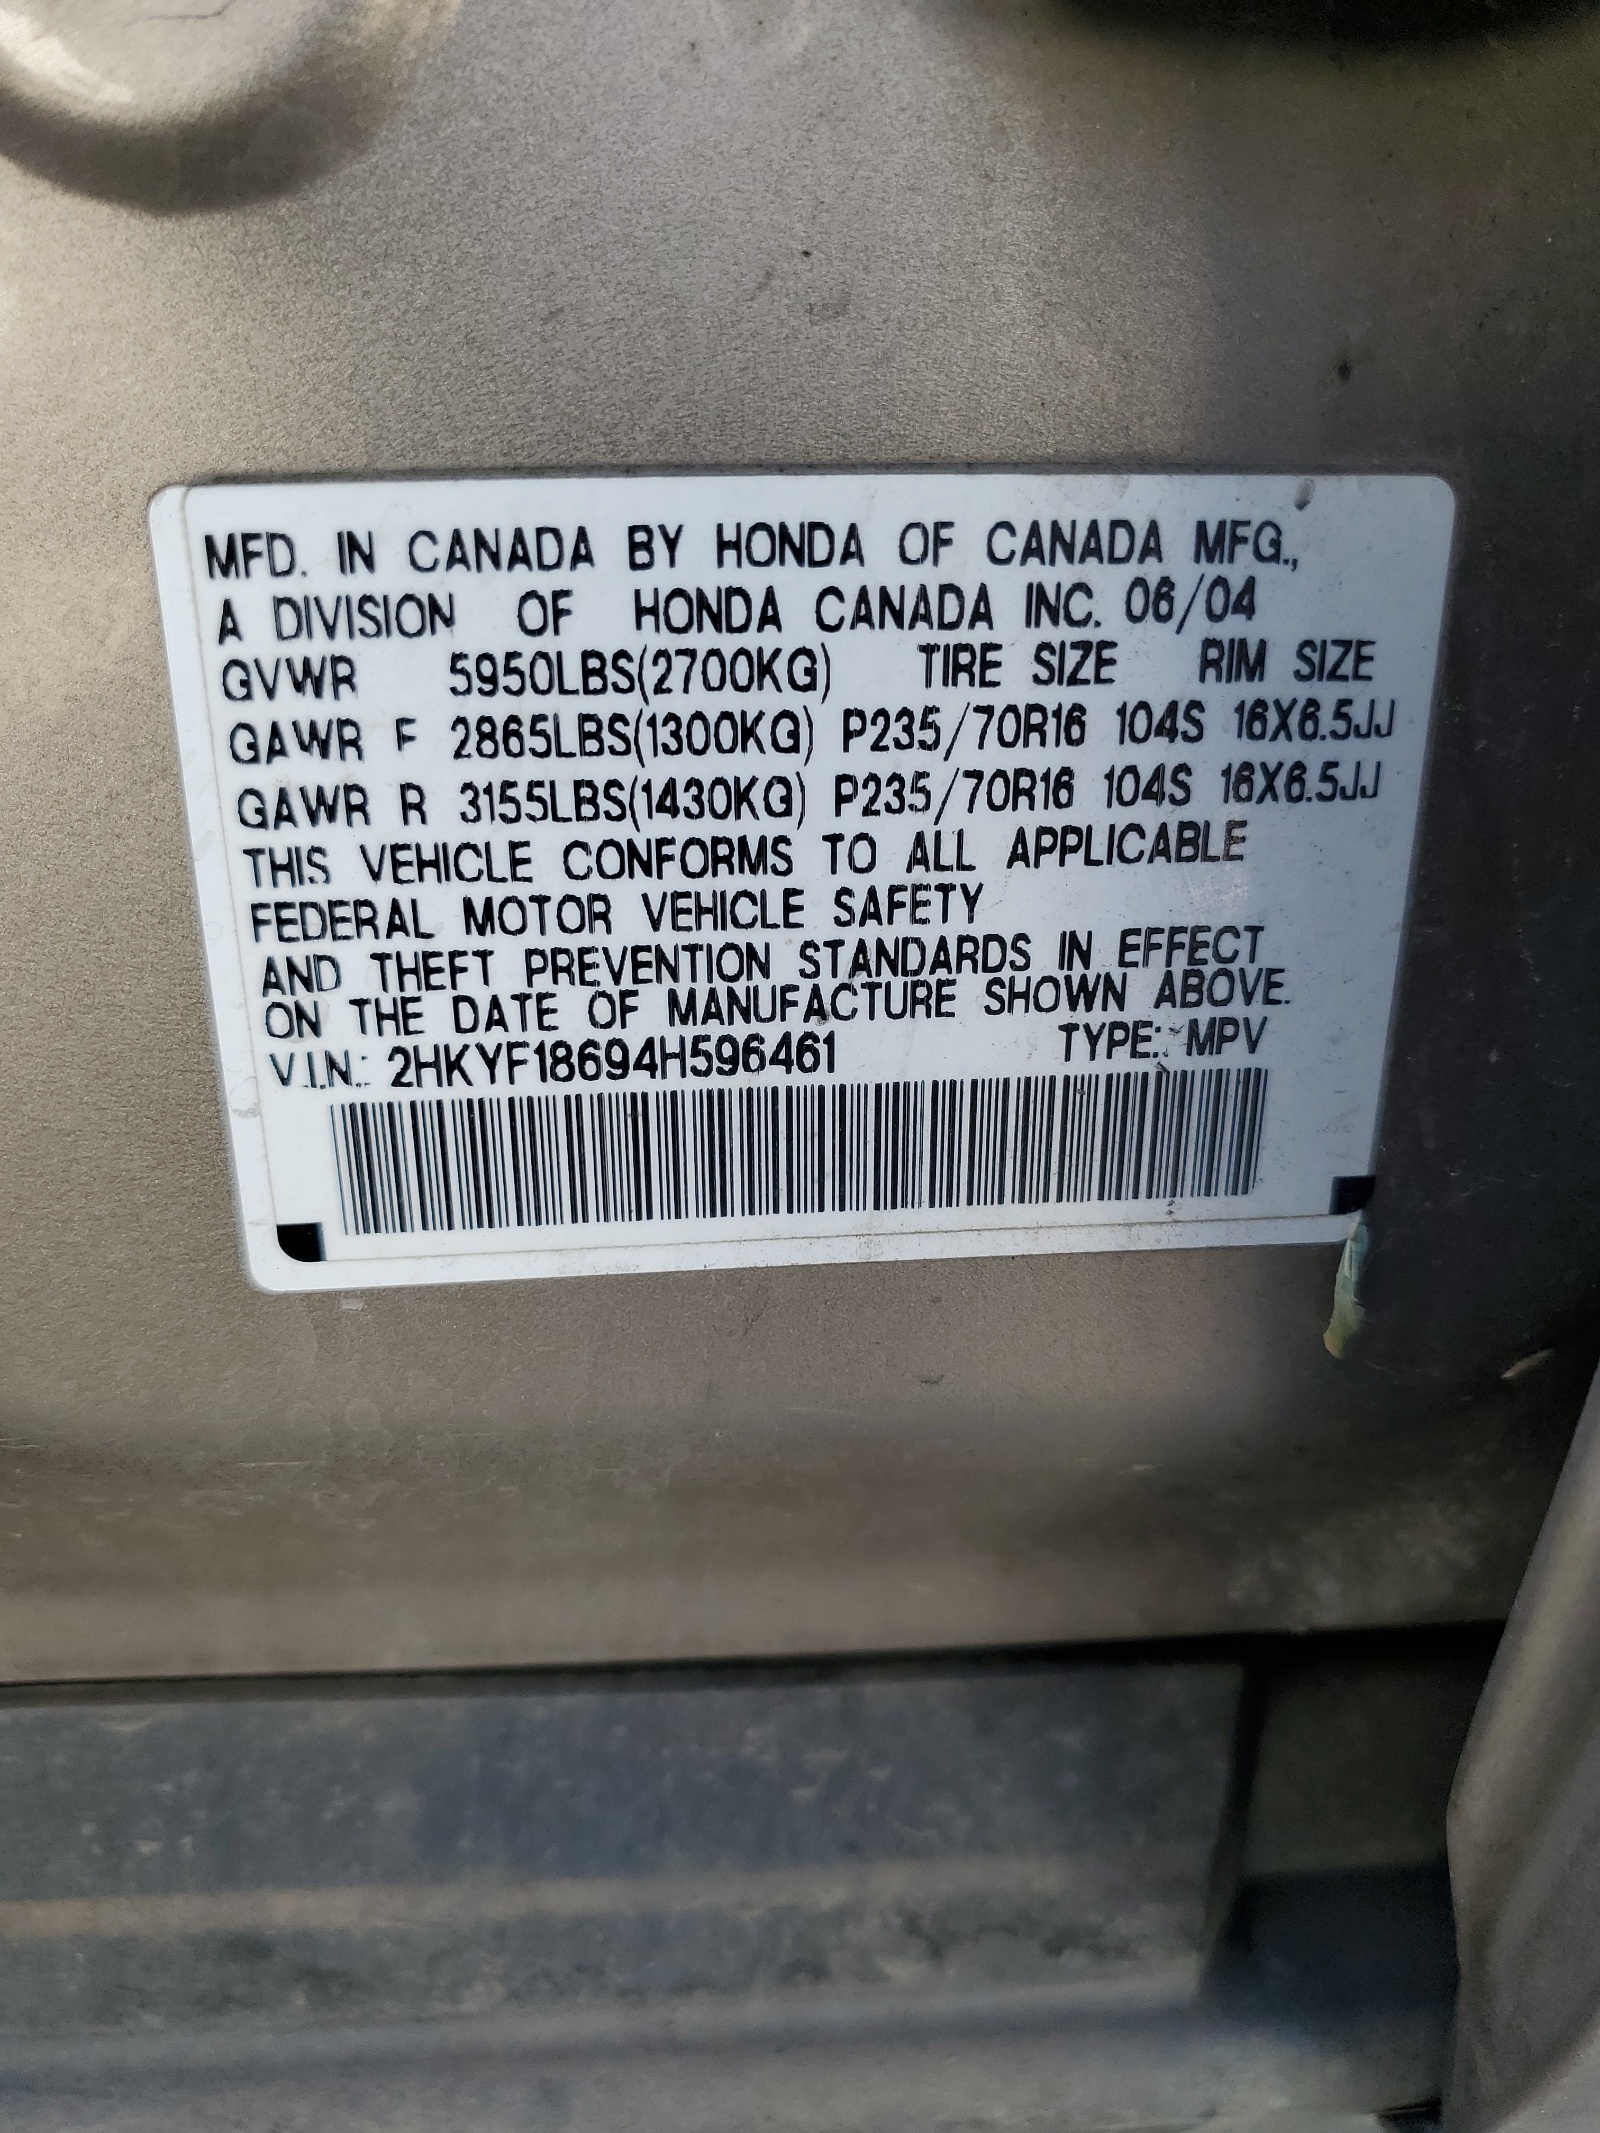 MFD. IN CANADA BY HONDA OF CANADA MFG.,
A DIVISION OF HONDA CANADA INC. 06/04
GVWR 5950LBS(2700KG) TIRE SIZE RIM SIZE
GAWR F 2865LBS(1300KG) P235/70R16 104S 16X6.5JJ
GAWR R 3155LBS(1430KG) P235/70R16 104S 16X6.5JJ
THIS VEHICLE CONFORMS TO ALL APPLICABLE
FEDERAL MOTOR VEHICLE SAFETY
AND THEFT PREVENTION STANDARDS IN EFFECT
ON THE DATE OF MANUFACTURE SHOWN ABOVE.
V.I.N.: 2HKYF18694H596461 TYPE: MPV